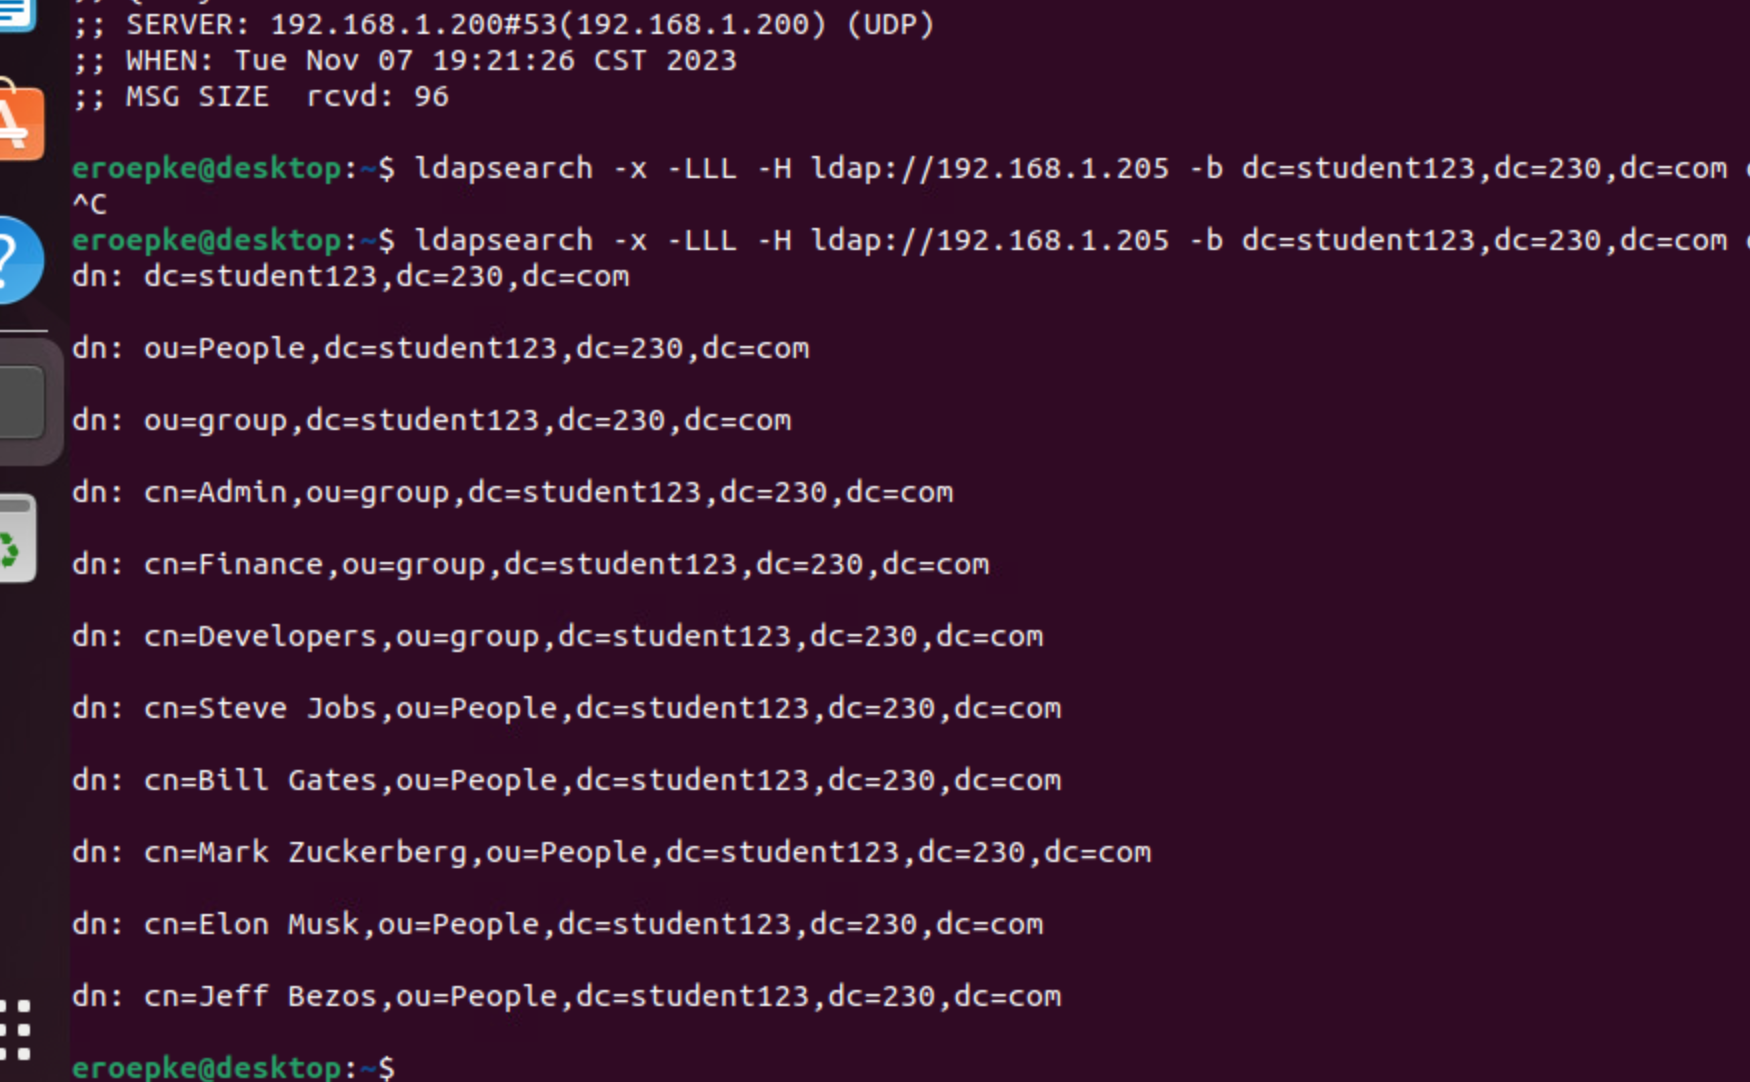 ;; SERVER: 192.168.1.200#53(192.168.1.200) (UDP)
;; WHEN: Tue Nov 07 19:21:26 CST 2023
;; MSG SIZE  rcvd: 96
eroepke@desktop:~$ ldapsearch -x -LLL -H ldap://192.168.1.205 -b dc=student123,dc=230,dc=com
^C
eroepke@desktop:~$ ldapsearch -x -LLL -H ldap://192.168.1.205 -b dc=student123,dc=230,dc=com
dn: dc=student123,dc=230,dc=com
dn: ou=People,dc=student123,dc=230,dc=com
dn: ou=group,dc=student123,dc=230,dc=com
dn: cn=Admin,ou=group,dc=student123,dc=230,dc=com
dn: cn=Finance,ou=group,dc=student123,dc=230,dc=com
dn: cn=Developers,ou=group,dc=student123,dc=230,dc=com
dn: cn=Steve Jobs,ou=People,dc=student123,dc=230,dc=com
dn: cn=Bill Gates,ou=People,dc=student123,dc=230,dc=com
dn: cn=Mark Zuckerberg,ou=People,dc=student123,dc=230,dc=com
dn: cn=Elon Musk,ou=People,dc=student123,dc=230,dc=com
dn: cn=Jeff Bezos,ou=People,dc=student123,dc=230,dc=com
eroepke@desktop:~$